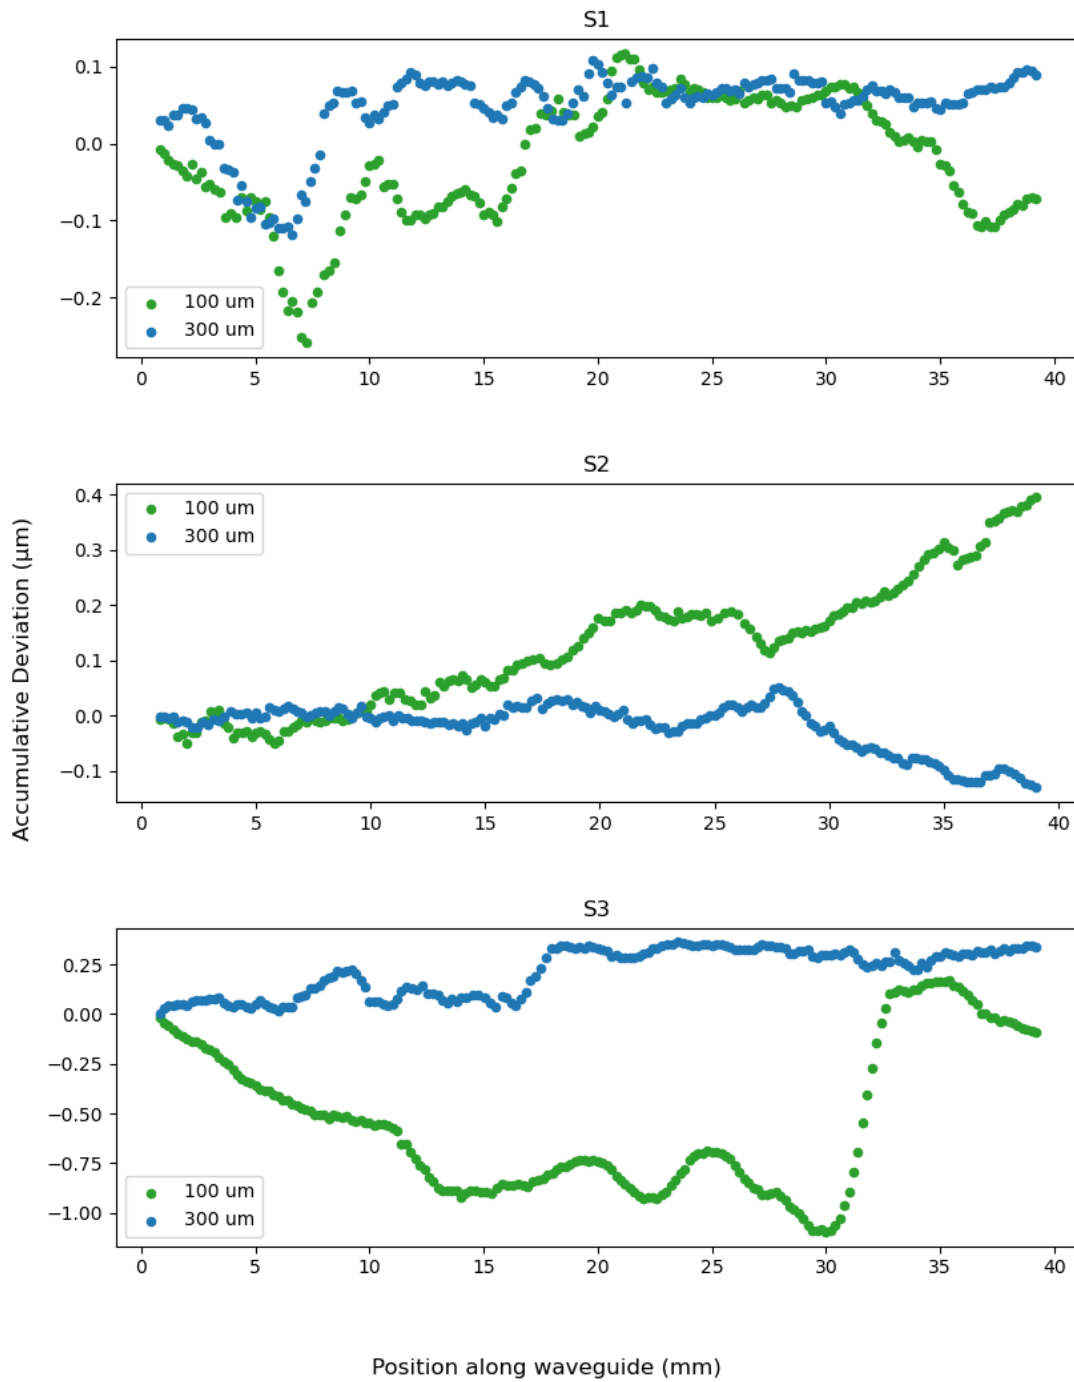 S1
0.1
0.0
−0.1
−0.2
100 um
300 um
0 5 10 15 20 25 30 35 40
S2
0.4
0.3
0.2
0.1
0.0
−0.1
100 um
300 um
0 5 10 15 20 25 30 35 40
Accumulative Deviation (μm)
S3
0.25
0.00
−0.25
−0.50
−0.75
−1.00
100 um
300 um
0 5 10 15 20 25 30 35 40
Position along waveguide (mm)